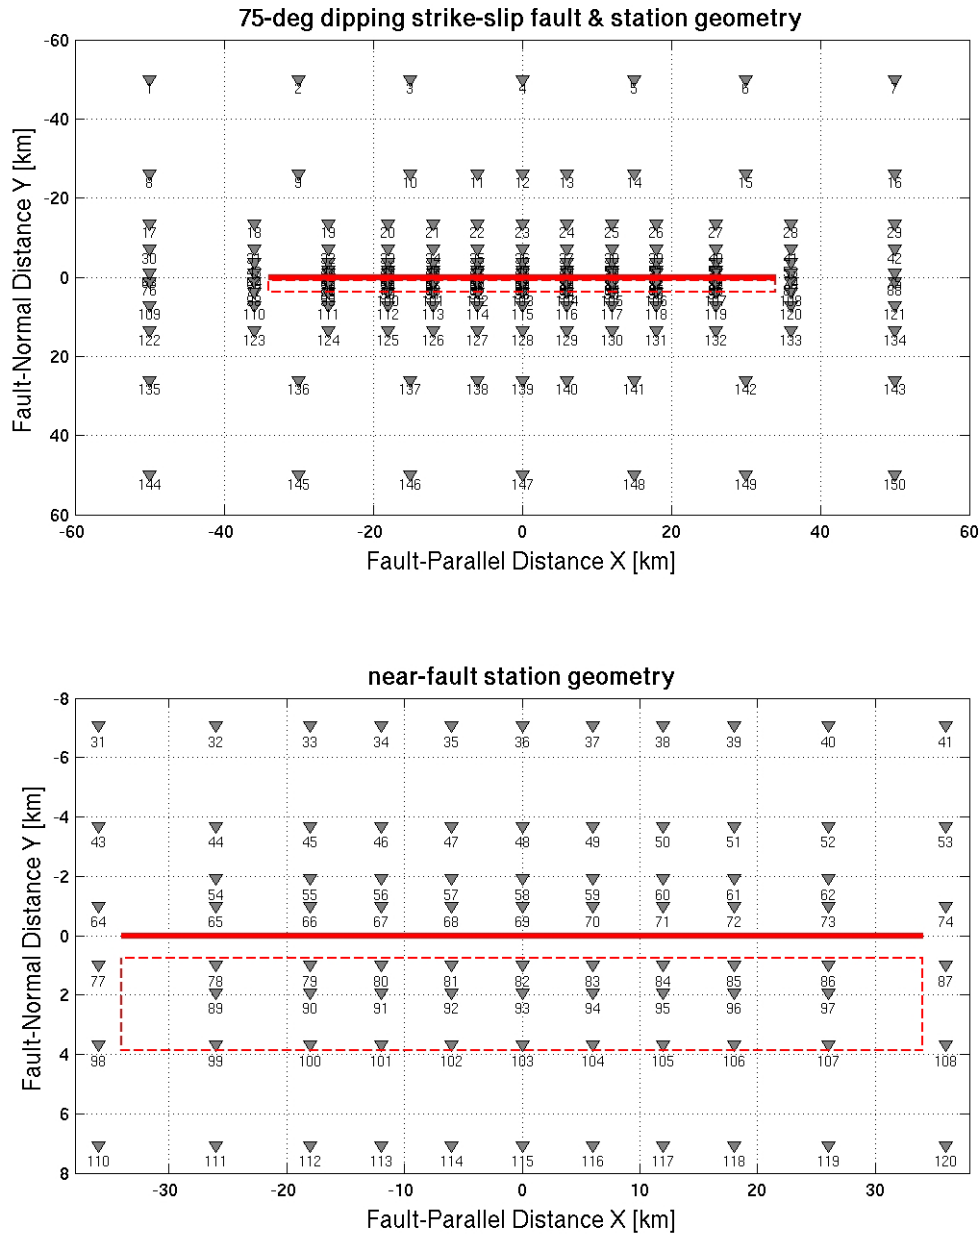 75-deg dipping strike-slip fault & station geometry
-60
1 2 3 4 5 6 7
-40
8 9 10 11 12 13 14 15 16
-20
17 18 19 20 21 22 23 24 25 26 27 28 29
30 42
0
76
109 110 111 112 113 114 115 116 117 118 119 120 121
122 123 124 125 126 127 128 129 130 131 132 133 134
20
135 136 137 138 139 140 141 142 143
40
144 145 146 147 148 149 150
60
-60 -40 -20 0 20 40 60
Fault-Normal Distance Y [km]
Fault-Parallel Distance X [km]
near-fault station geometry
-8
31 32 33 34 35 36 37 38 39 40 41
-6
-4
43 44 45 46 47 48 49 50 51 52 53
-2
54 55 56 57 58 59 60 61 62
64 65 66 67 68 69 70 71 72 73 74
0
77 78 79 80 81 82 83 84 85 86 87
2
89 90 91 92 93 94 95 96 97
4
98 99 100 101 102 103 104 105 106 107 108
6
110 111 112 113 114 115 116 117 118 119 120
8
-30 -20 -10 0 10 20 30
Fault-Normal Distance Y [km]
Fault-Parallel Distance X [km]